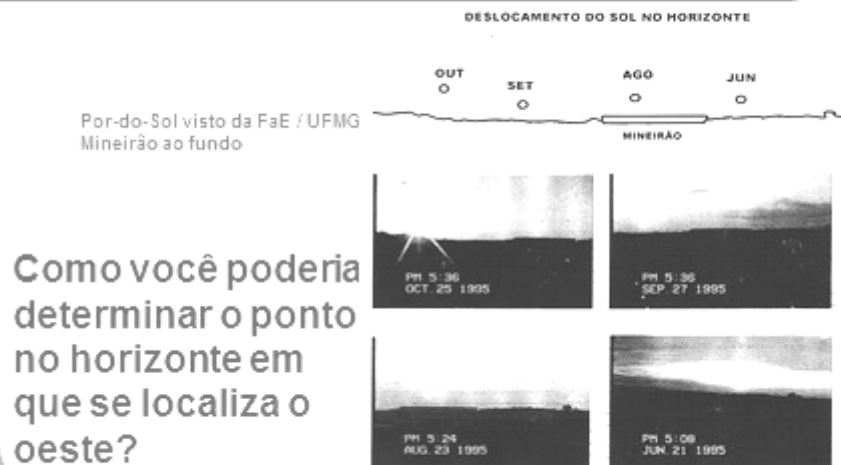 DESLOCAMENTO DO SOL NO HORIZONTE
OUT
SET
AGO
JUN
MINEIRÃO
Por-do-Sol visto da FaE / UFMG
Mineirão ao fundo
Como você poderia
determinar o ponto
no horizonte em
que se localiza o
oeste?
PM 5:36
OCT. 25 1995
PM 5:36
SEP. 27 1995
PM 5.24
AUG. 23 1995
PM 5:08
JUN. 21 1995